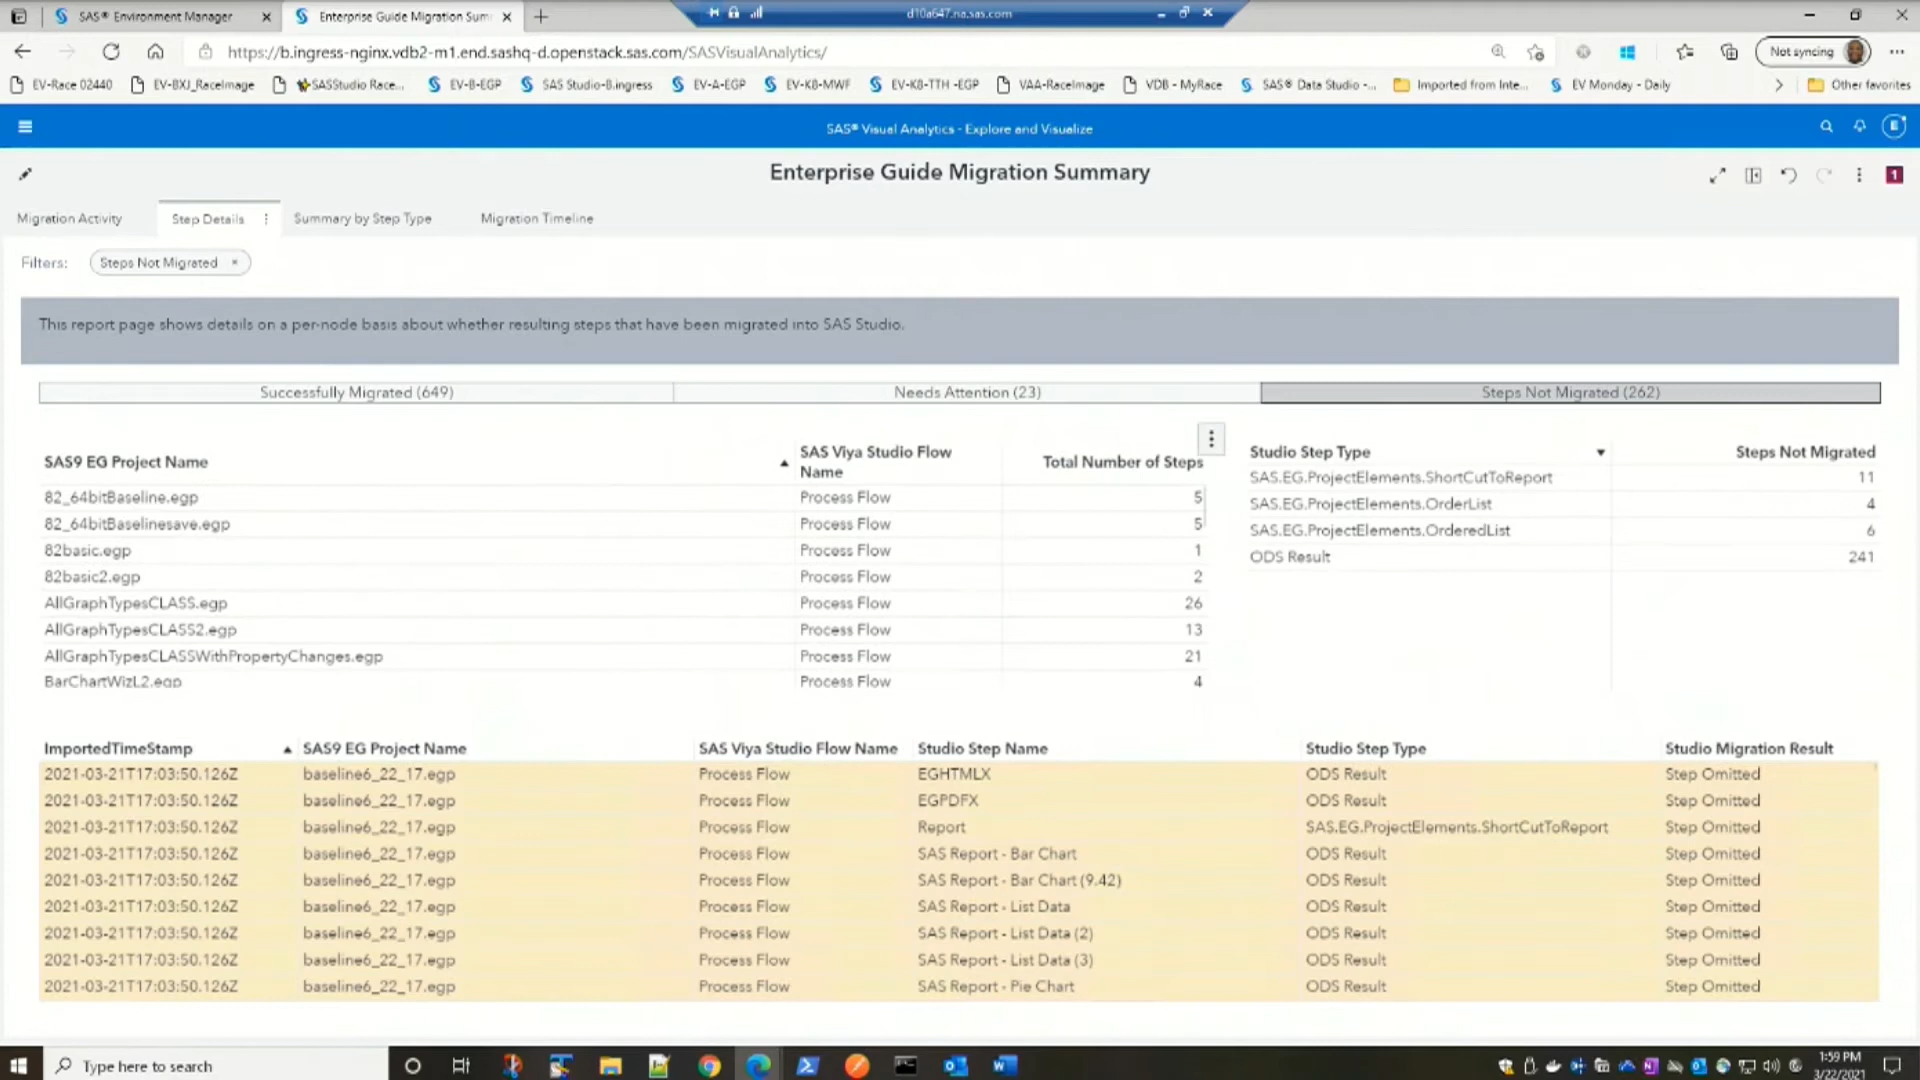 SAS® Environment Manager
Enterprise Guide Migration Sum
d10a647.na.sas.com
https://b.ingress-nginx.vdb2-m1.end.sashq-d.openstack.sas.com/SASVisualAnalytics/
Not syncing
EV-Race 02440
EV-BXJ_RaceImage
SASStudio Race...
EV-B-EGP
SAS Studio-B.ingress
EV-A-EGP
EV-K8-MWF
EV-K8-TTH -EGP
VAA-RaceImage
VDB - MyRace
SAS® Data Studio -...
Imported from Inte...
EV Monday - Daily
Other favorites
SAS® Visual Analytics - Explore and Visualize
E
Enterprise Guide Migration Summary
1
Migration Activity
Step Details
Summary by Step Type
Migration Timeline
Filters:
Steps Not Migrated ×
This report page shows details on a per-node basis about whether resulting steps that have been migrated into SAS Studio.
Successfully Migrated (649)
Needs Attention (23)
Steps Not Migrated (262)
SAS9 EG Project Name
SAS Viya Studio Flow
Name
Total Number of Steps
82_64bitBaseline.egp Process Flow 5
82_64bitBaselinesave.egp Process Flow 5
82basic.egp Process Flow 1
82basic2.egp Process Flow 2
AllGraphTypesCLASS.egp Process Flow 26
AllGraphTypesCLASS2.egp Process Flow 13
AllGraphTypesCLASSWithPropertyChanges.egp Process Flow 21
BarChartWizL2.egp Process Flow 4
Studio Step Type Steps Not Migrated
SAS.EG.ProjectElements.ShortCutToReport 11
SAS.EG.ProjectElements.OrderList 4
SAS.EG.ProjectElements.OrderedList 6
ODS Result 241
ImportedTimeStamp SAS9 EG Project Name SAS Viya Studio Flow Name Studio Step Name Studio Step Type Studio Migration Result
2021-03-21T17:03:50.126Z baseline6_22_17.egp Process Flow EGHTMLX ODS Result Step Omitted
2021-03-21T17:03:50.126Z baseline6_22_17.egp Process Flow EGPDFX ODS Result Step Omitted
2021-03-21T17:03:50.126Z baseline6_22_17.egp Process Flow Report SAS.EG.ProjectElements.ShortCutToReport Step Omitted
2021-03-21T17:03:50.126Z baseline6_22_17.egp Process Flow SAS Report - Bar Chart ODS Result Step Omitted
2021-03-21T17:03:50.126Z baseline6_22_17.egp Process Flow SAS Report - Bar Chart (9.42) ODS Result Step Omitted
2021-03-21T17:03:50.126Z baseline6_22_17.egp Process Flow SAS Report - List Data ODS Result Step Omitted
2021-03-21T17:03:50.126Z baseline6_22_17.egp Process Flow SAS Report - List Data (2) ODS Result Step Omitted
2021-03-21T17:03:50.126Z baseline6_22_17.egp Process Flow SAS Report - List Data (3) ODS Result Step Omitted
2021-03-21T17:03:50.126Z baseline6_22_17.egp Process Flow SAS Report - Pie Chart ODS Result Step Omitted
Type here to search
1:59 PM
3/22/2021